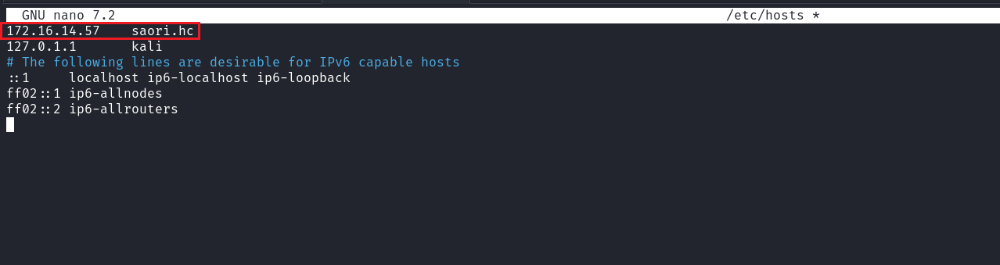 GNU nano 7.2 /etc/hosts *
172.16.14.57 saori.hc
127.0.1.1 kali
# The following lines are desirable for IPv6 capable hosts
::1 localhost ip6-localhost ip6-loopback
ff02::1 ip6-allnodes
ff02::2 ip6-allrouters